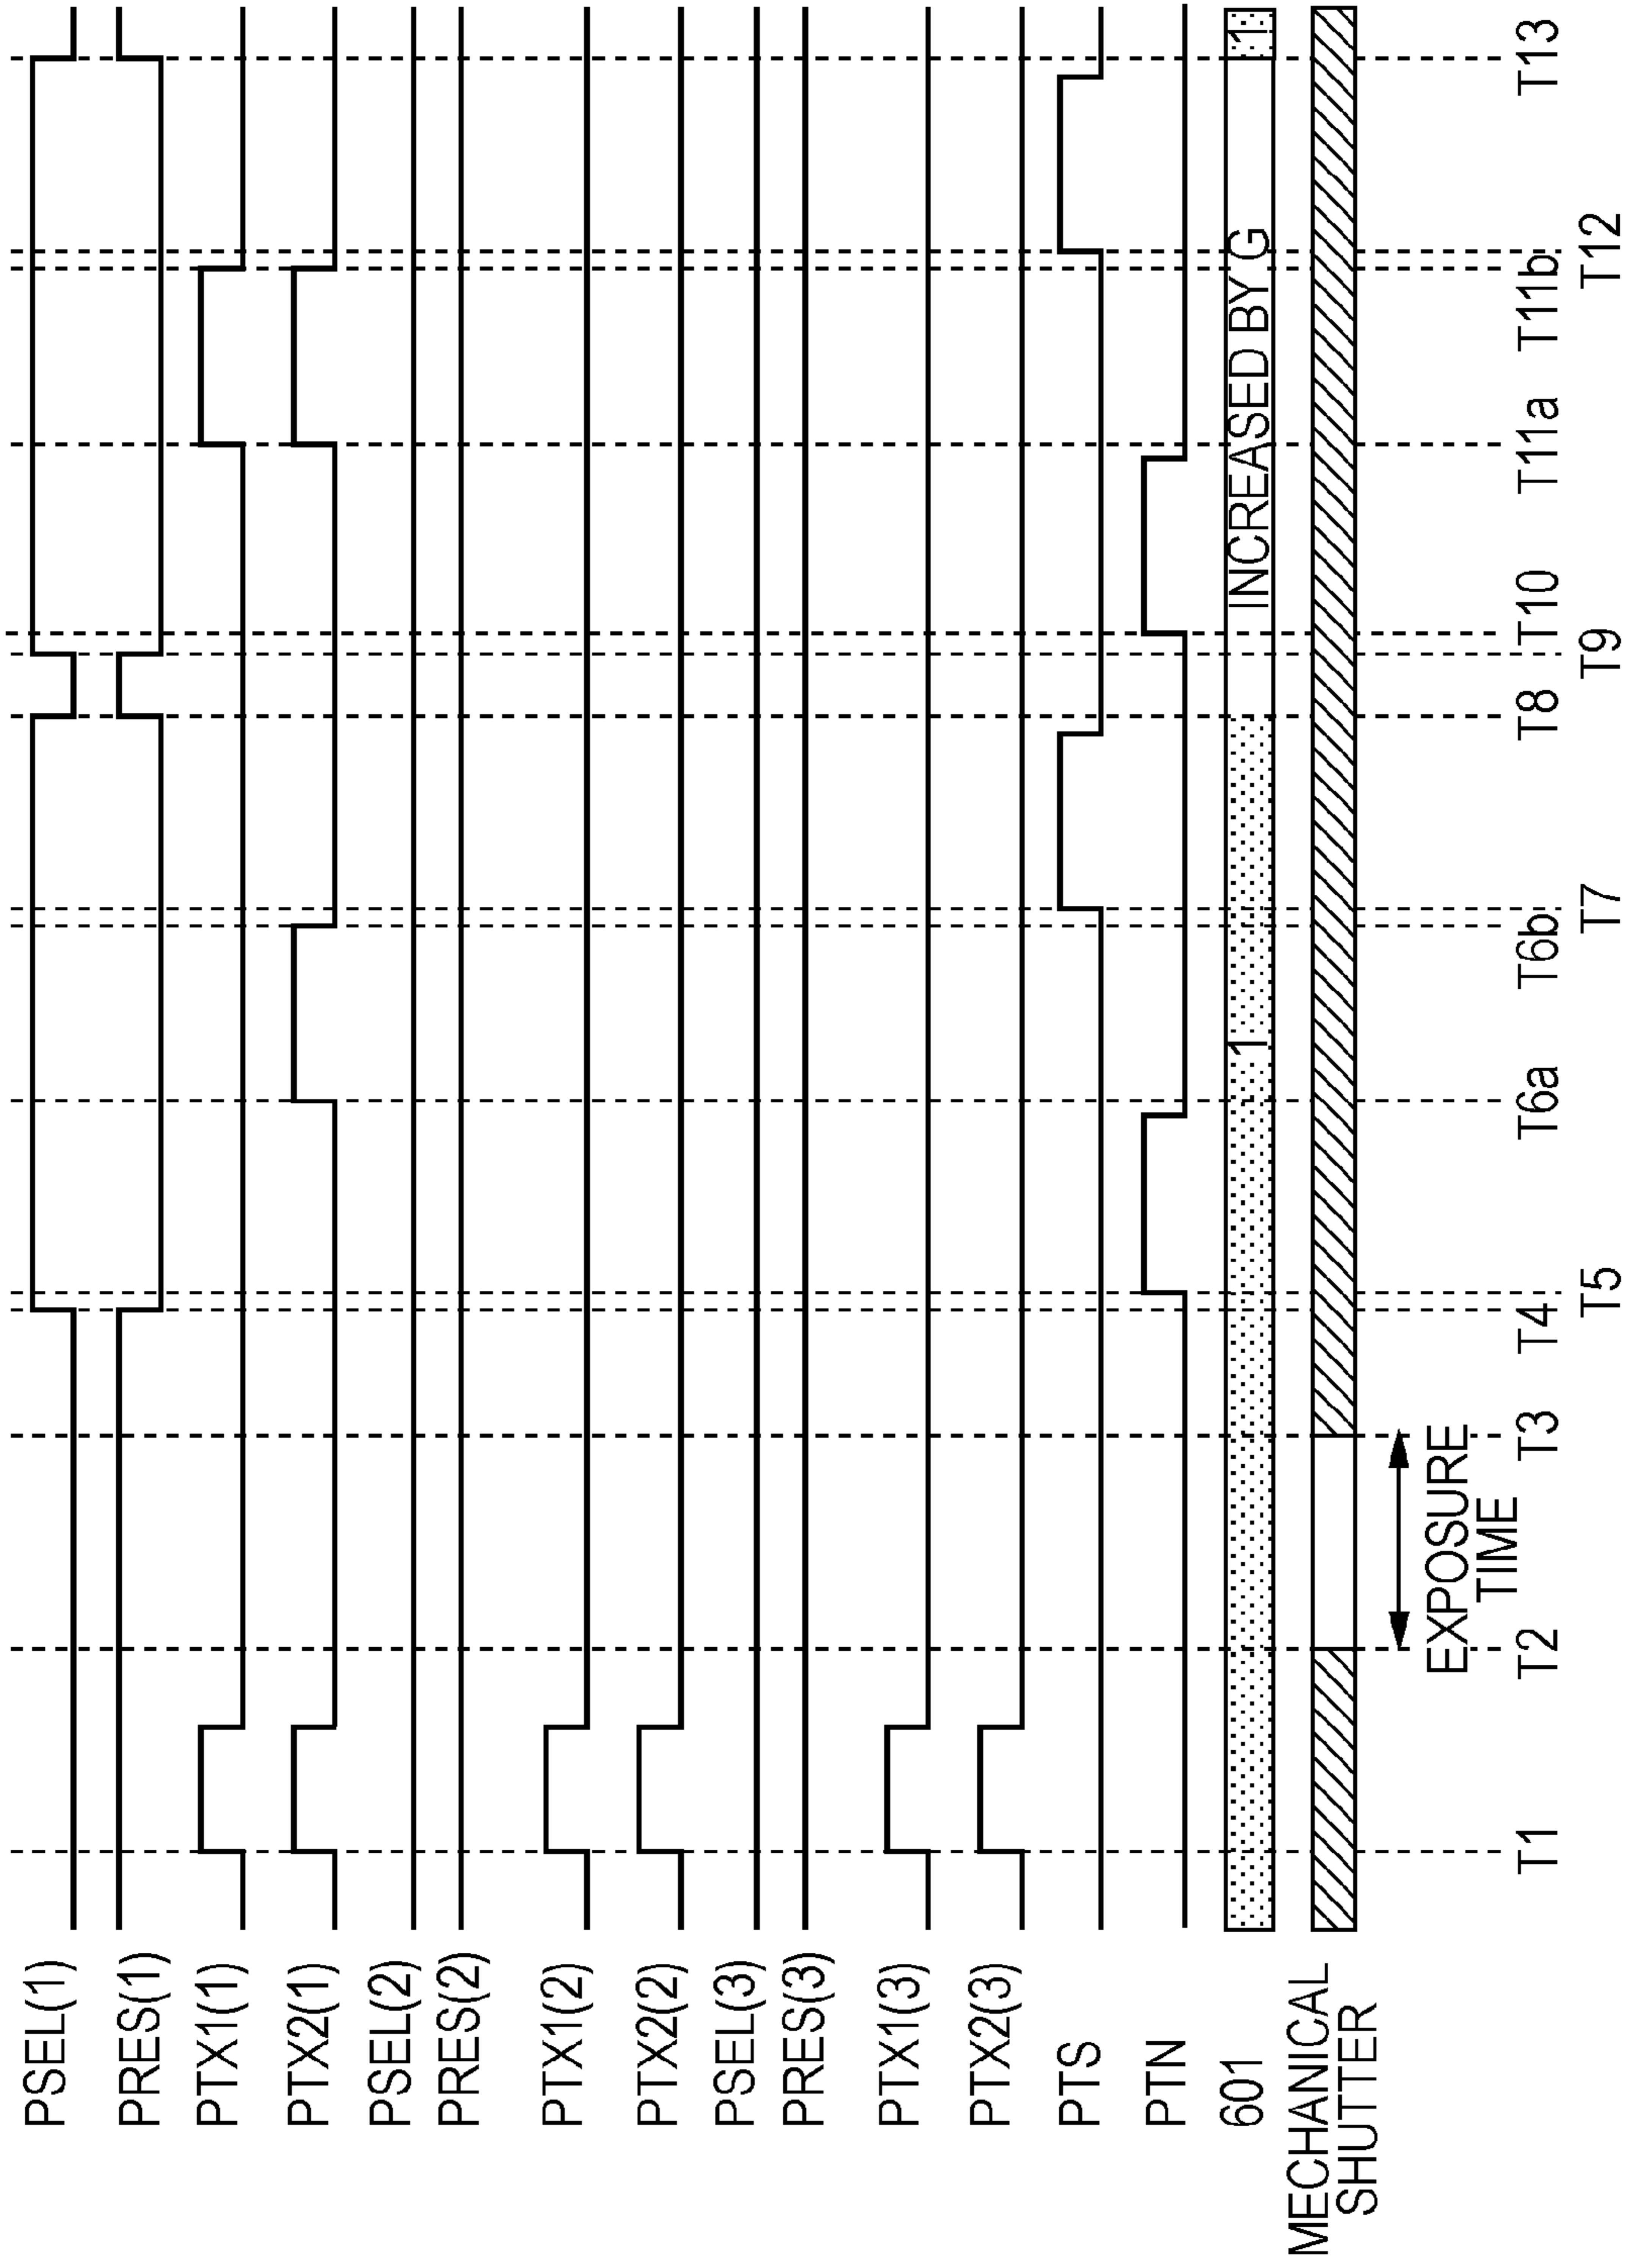 PSEL(1)
PRES(1)
PTX1(1)
PTX2(1)
PSEL(2)
PRES(2)
PTX1(2)
PTX2(2)
PSEL(3)
PRES(3)
PTX1(3)
PTX2(3)
PTS
PTN
601
1
INCREASED BY G
1
MECHANICAL
SHUTTER
EXPOSURE
TIME
T1
T2
T3
T4
T5
T6a
T6b
T7
T8
T9
T10
T11a
T11b
T12
T13